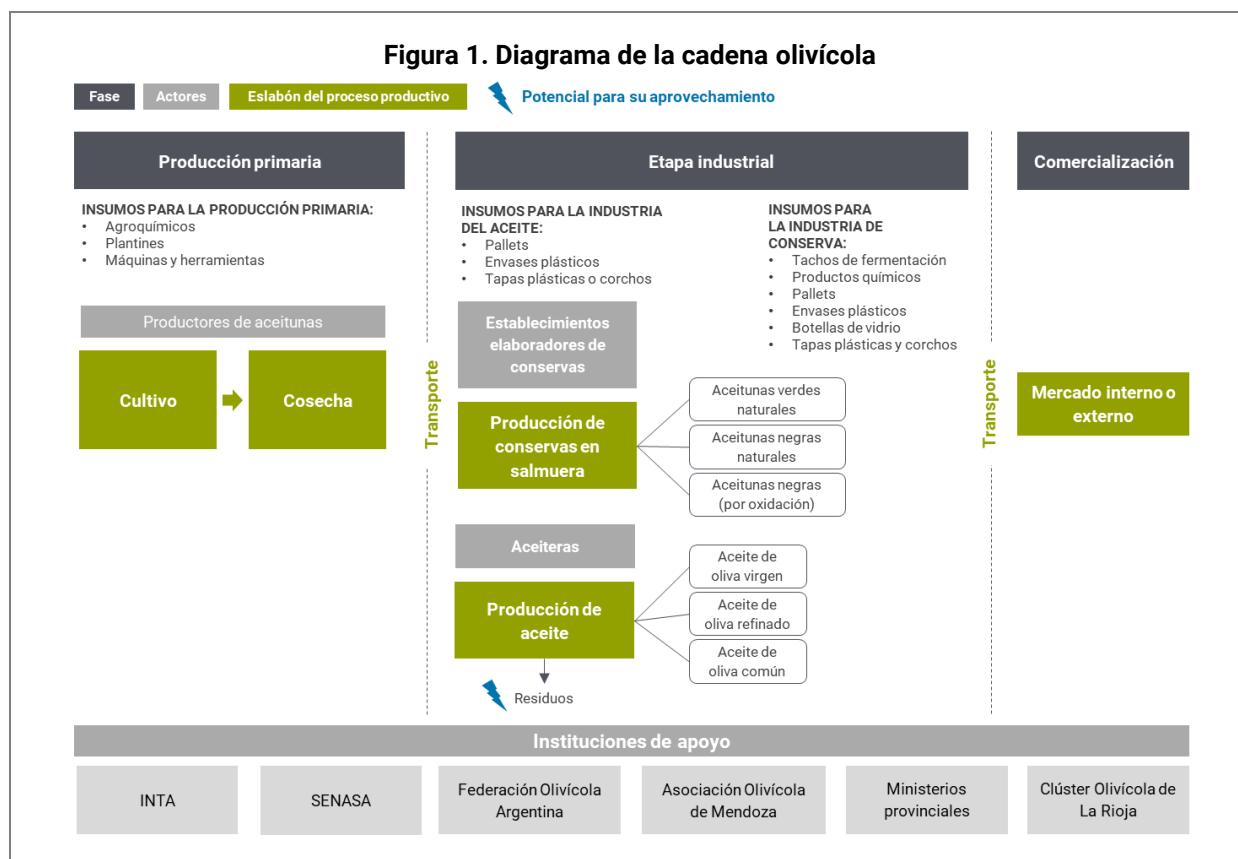 Figura 1. Diagrama de la cadena olivícola
Fase
Actores
Eslabón del proceso productivo
Potencial para su aprovechamiento
Producción primaria
INSUMOS PARA LA PRODUCCIÓN PRIMARIA:
• Agroquímicos
• Plantines
• Máquinas y herramientas
Productores de aceitunas
Cultivo
Cosecha
Transporte
Etapa industrial
INSUMOS PARA LA INDUSTRIA
DEL ACEITE:
• Pallets
• Envases plásticos
• Tapas plásticas o corchos
INSUMOS PARA
LA INDUSTRIA DE
CONSERVA:
• Tachos de fermentación
• Productos químicos
• Pallets
• Envases plásticos
• Botellas de vidrio
• Tapas plásticas y corchos
Establecimientos
elaboradores de
conservas
Producción de
conservas en
salmuera
Aceitunas verdes
naturales
Aceitunas negras
naturales
Aceitunas negras
(por oxidación)
Aceiteras
Producción de
aceite
Aceite de
oliva virgen
Aceite de
oliva refinado
Aceite de
oliva común
Residuos
Transporte
Comercialización
Mercado interno o
externo
Instituciones de apoyo
INTA
SENASA
Federación Olivícola
Argentina
Asociación Olivícola
de Mendoza
Ministerios
provinciales
Clúster Olivícola de
La Rioja